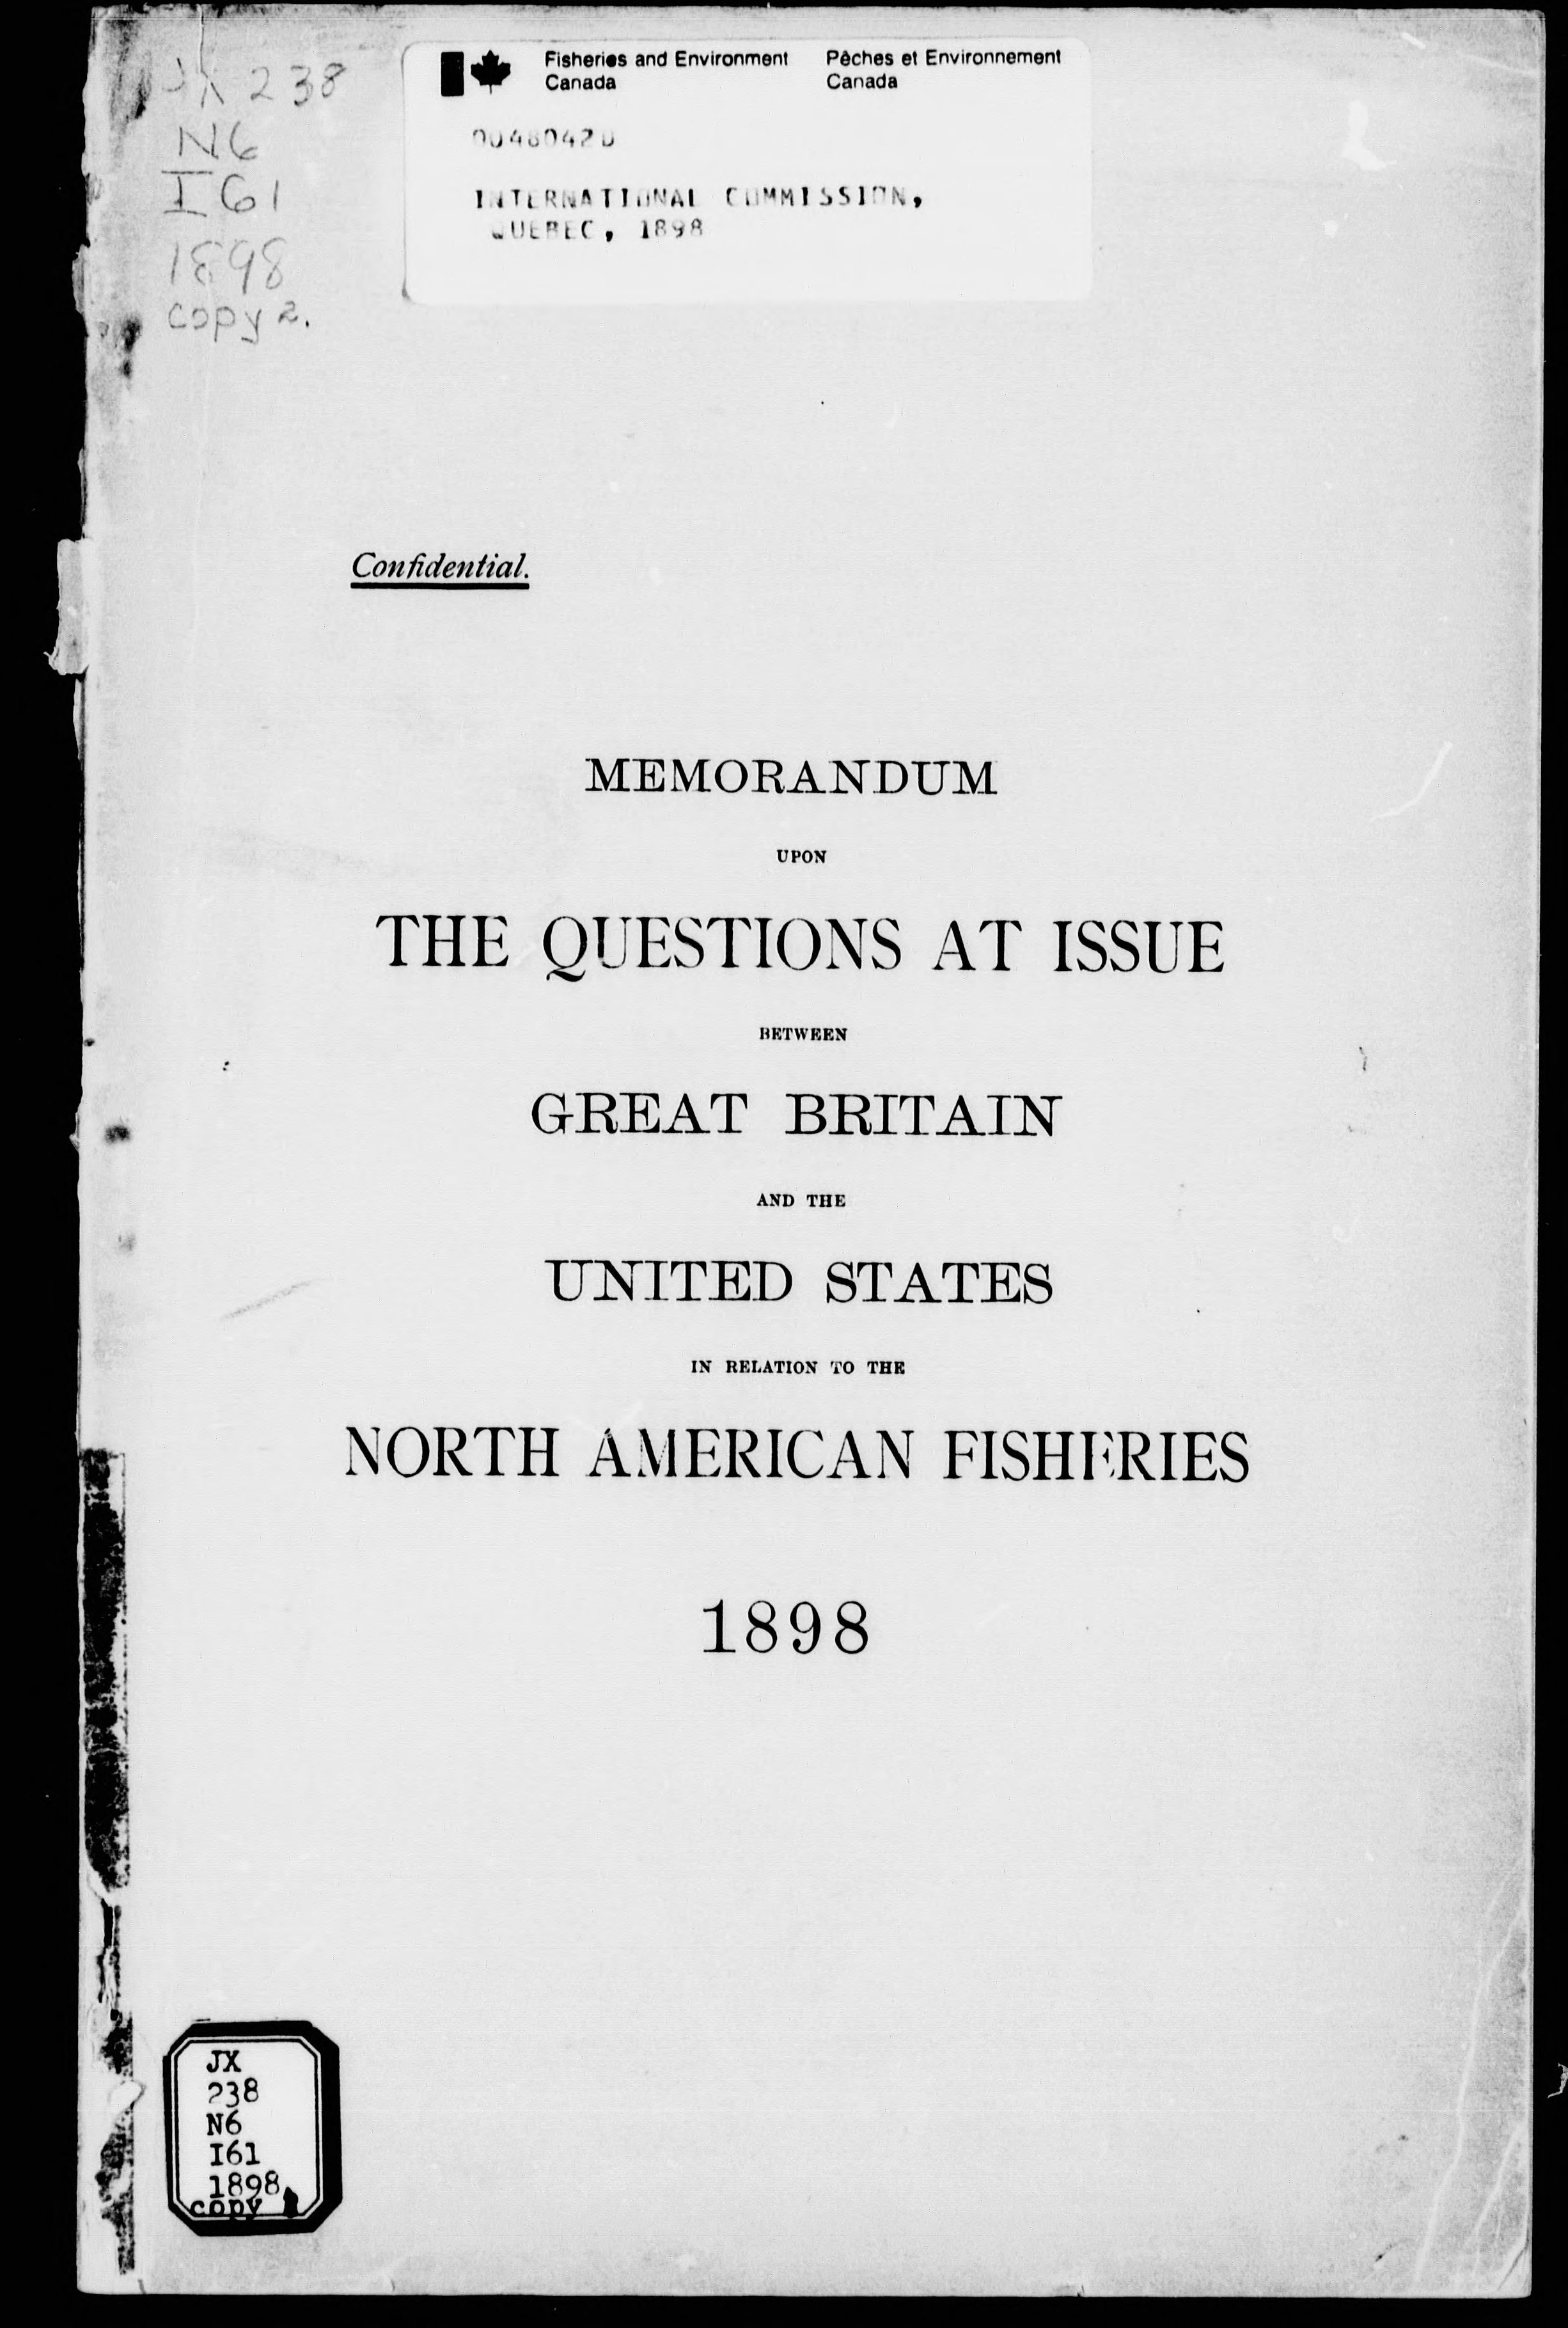 JX 238
N6
I61
1898
copy 2.
Fisheries and Environment Canada
Pêches et Environnement Canada
INTERNATIONAL COMMISSION,
QUEBEC, 1898
Confidential.
MEMORANDUM
UPON
THE QUESTIONS AT ISSUE
BETWEEN
GREAT BRITAIN
AND THE
UNITED STATES
IN RELATION TO THE
NORTH AMERICAN FISHERIES
1898
JX
238
N6
I61
1898
copy